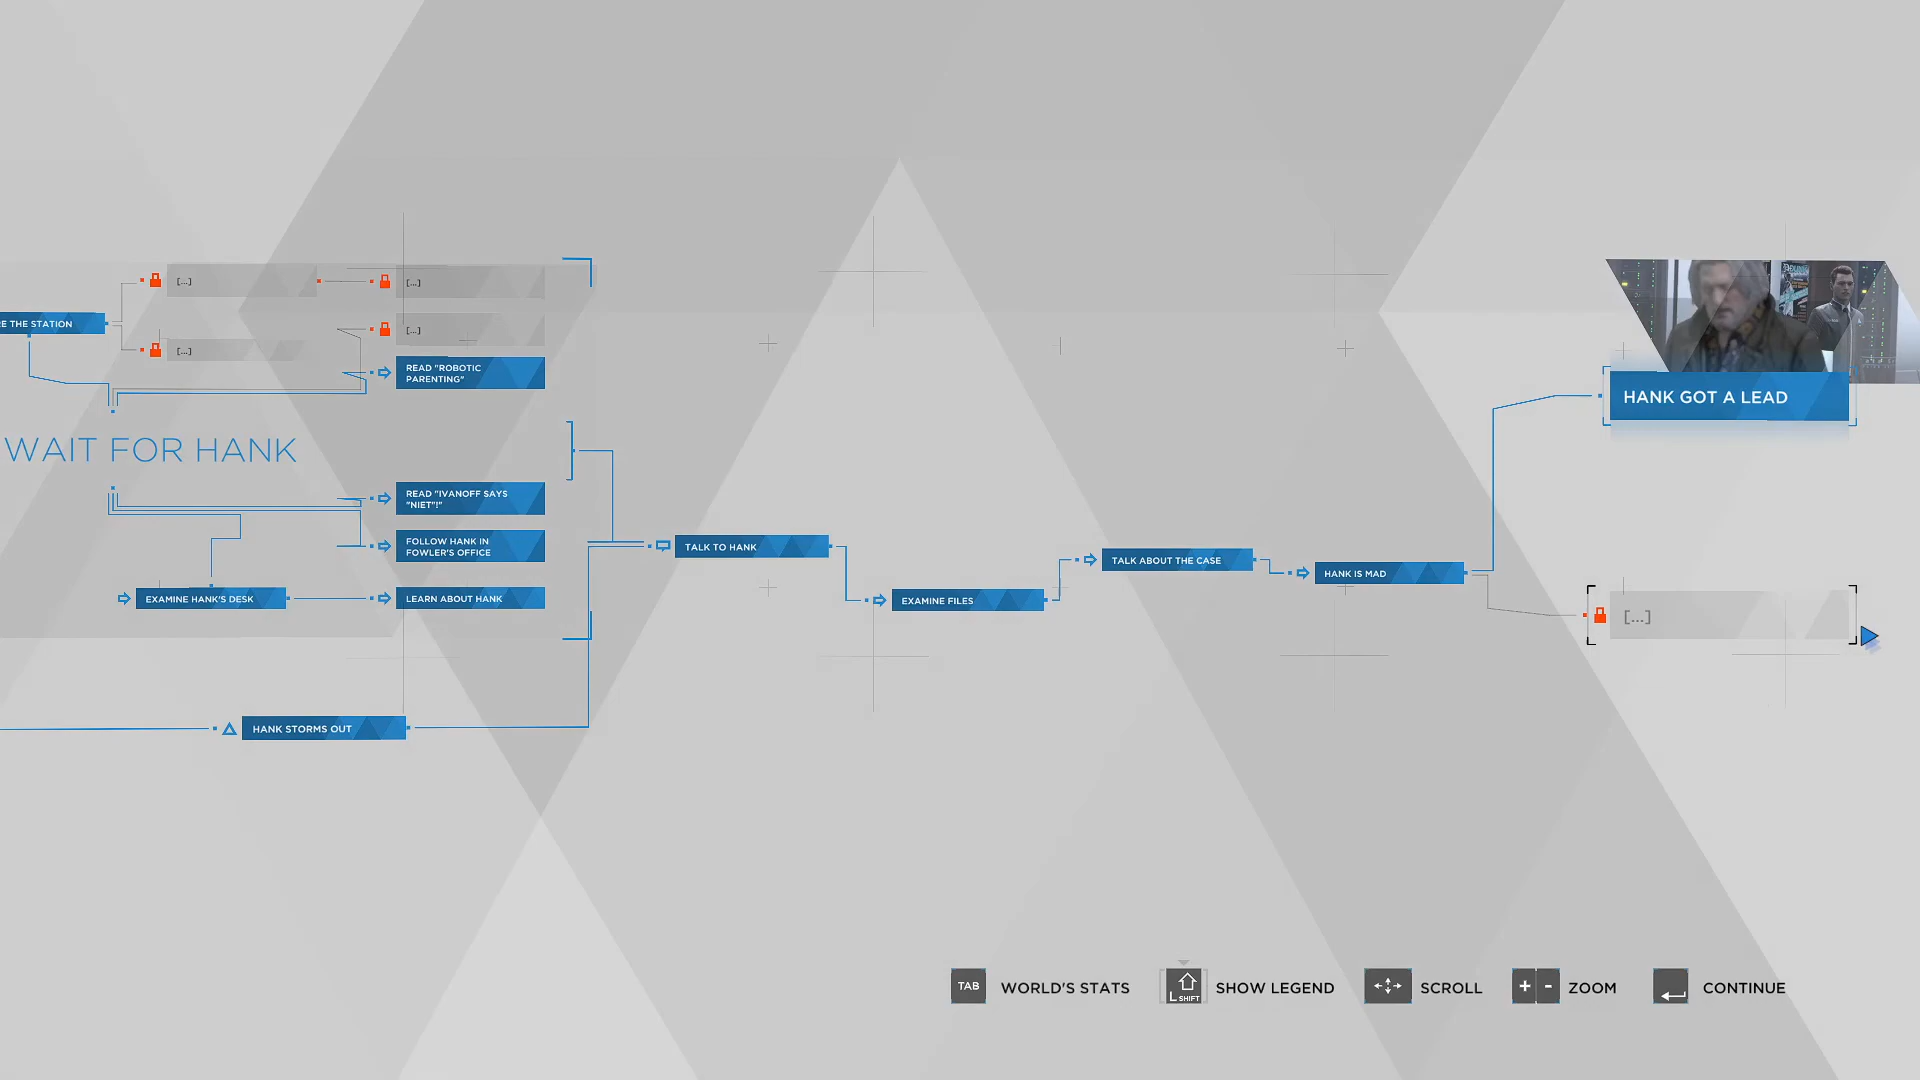 [...]
[...]
E THE STATION
[...]
[...]
READ "ROBOTIC
PARENTING"
HANK GOT A LEAD
WAIT FOR HANK
READ "IVANOFF SAYS
"NIET"!"
FOLLOW HANK IN
FOWLER'S OFFICE
TALK TO HANK
TALK ABOUT THE CASE
HANK IS MAD
EXAMINE HANK'S DESK
LEARN ABOUT HANK
EXAMINE FILES
[...]
HANK STORMS OUT
TAB WORLD'S STATS
L SHIFT SHOW LEGEND
SCROLL
+ - ZOOM
CONTINUE